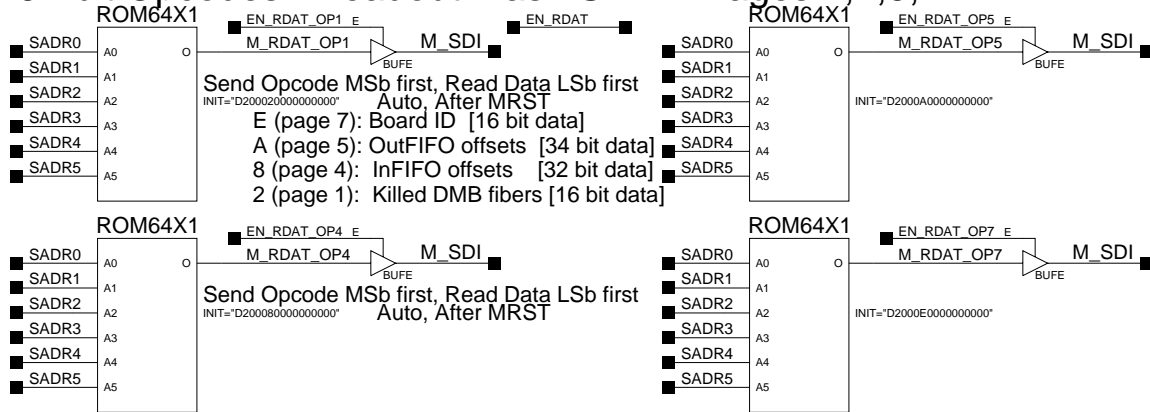 ROM64X1
SADR0
SADR1
SADR2
SADR3
SADR4
SADR5
A0
A1
A2
A3
A4
A5
O
EN_RDAT_OP1 E
M_RDAT_OP1
BUFE
M_SDI
EN_RDAT
INIT="D200020000000000"
Send Opcode MSb first, Read Data LSb first
Auto, After MRST
E (page 7): Board ID [16 bit data]
A (page 5): OutFIFO offsets [34 bit data]
8 (page 4): InFIFO offsets [32 bit data]
2 (page 1): Killed DMB fibers [16 bit data]
ROM64X1
SADR0
SADR1
SADR2
SADR3
SADR4
SADR5
A0
A1
A2
A3
A4
A5
O
EN_RDAT_OP5 E
M_RDAT_OP5
BUFE
M_SDI
INIT="D2000A0000000000"
ROM64X1
SADR0
SADR1
SADR2
SADR3
SADR4
SADR5
A0
A1
A2
A3
A4
A5
O
EN_RDAT_OP4 E
M_RDAT_OP4
BUFE
M_SDI
Send Opcode MSb first, Read Data LSb first
INIT="D200080000000000"
Auto, After MRST
ROM64X1
SADR0
SADR1
SADR2
SADR3
SADR4
SADR5
A0
A1
A2
A3
A4
A5
O
EN_RDAT_OP7 E
M_RDAT_OP7
BUFE
M_SDI
INIT="D2000E0000000000"